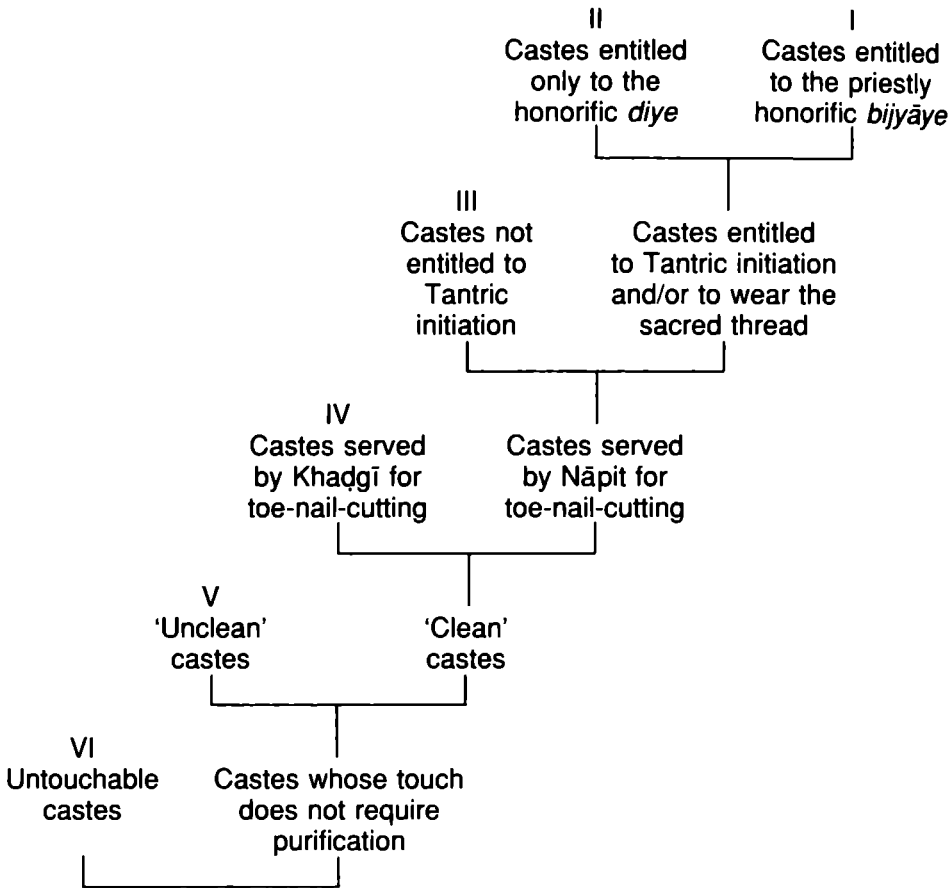 II
Castes entitled
only to the
honorific diye
I
Castes entitled
to the priestly
honorific bijyāye
III
Castes not
entitled to
Tantric
initiation
Castes entitled
to Tantric initiation
and/or to wear the
sacred thread
IV
Castes served
by Khaḍgī for
toe-nail-cutting
Castes served
by Nāpit for
toe-nail-cutting
V
‘Unclean’
castes
‘Clean’
castes
VI
Untouchable
castes
Castes whose touch
does not require
purification